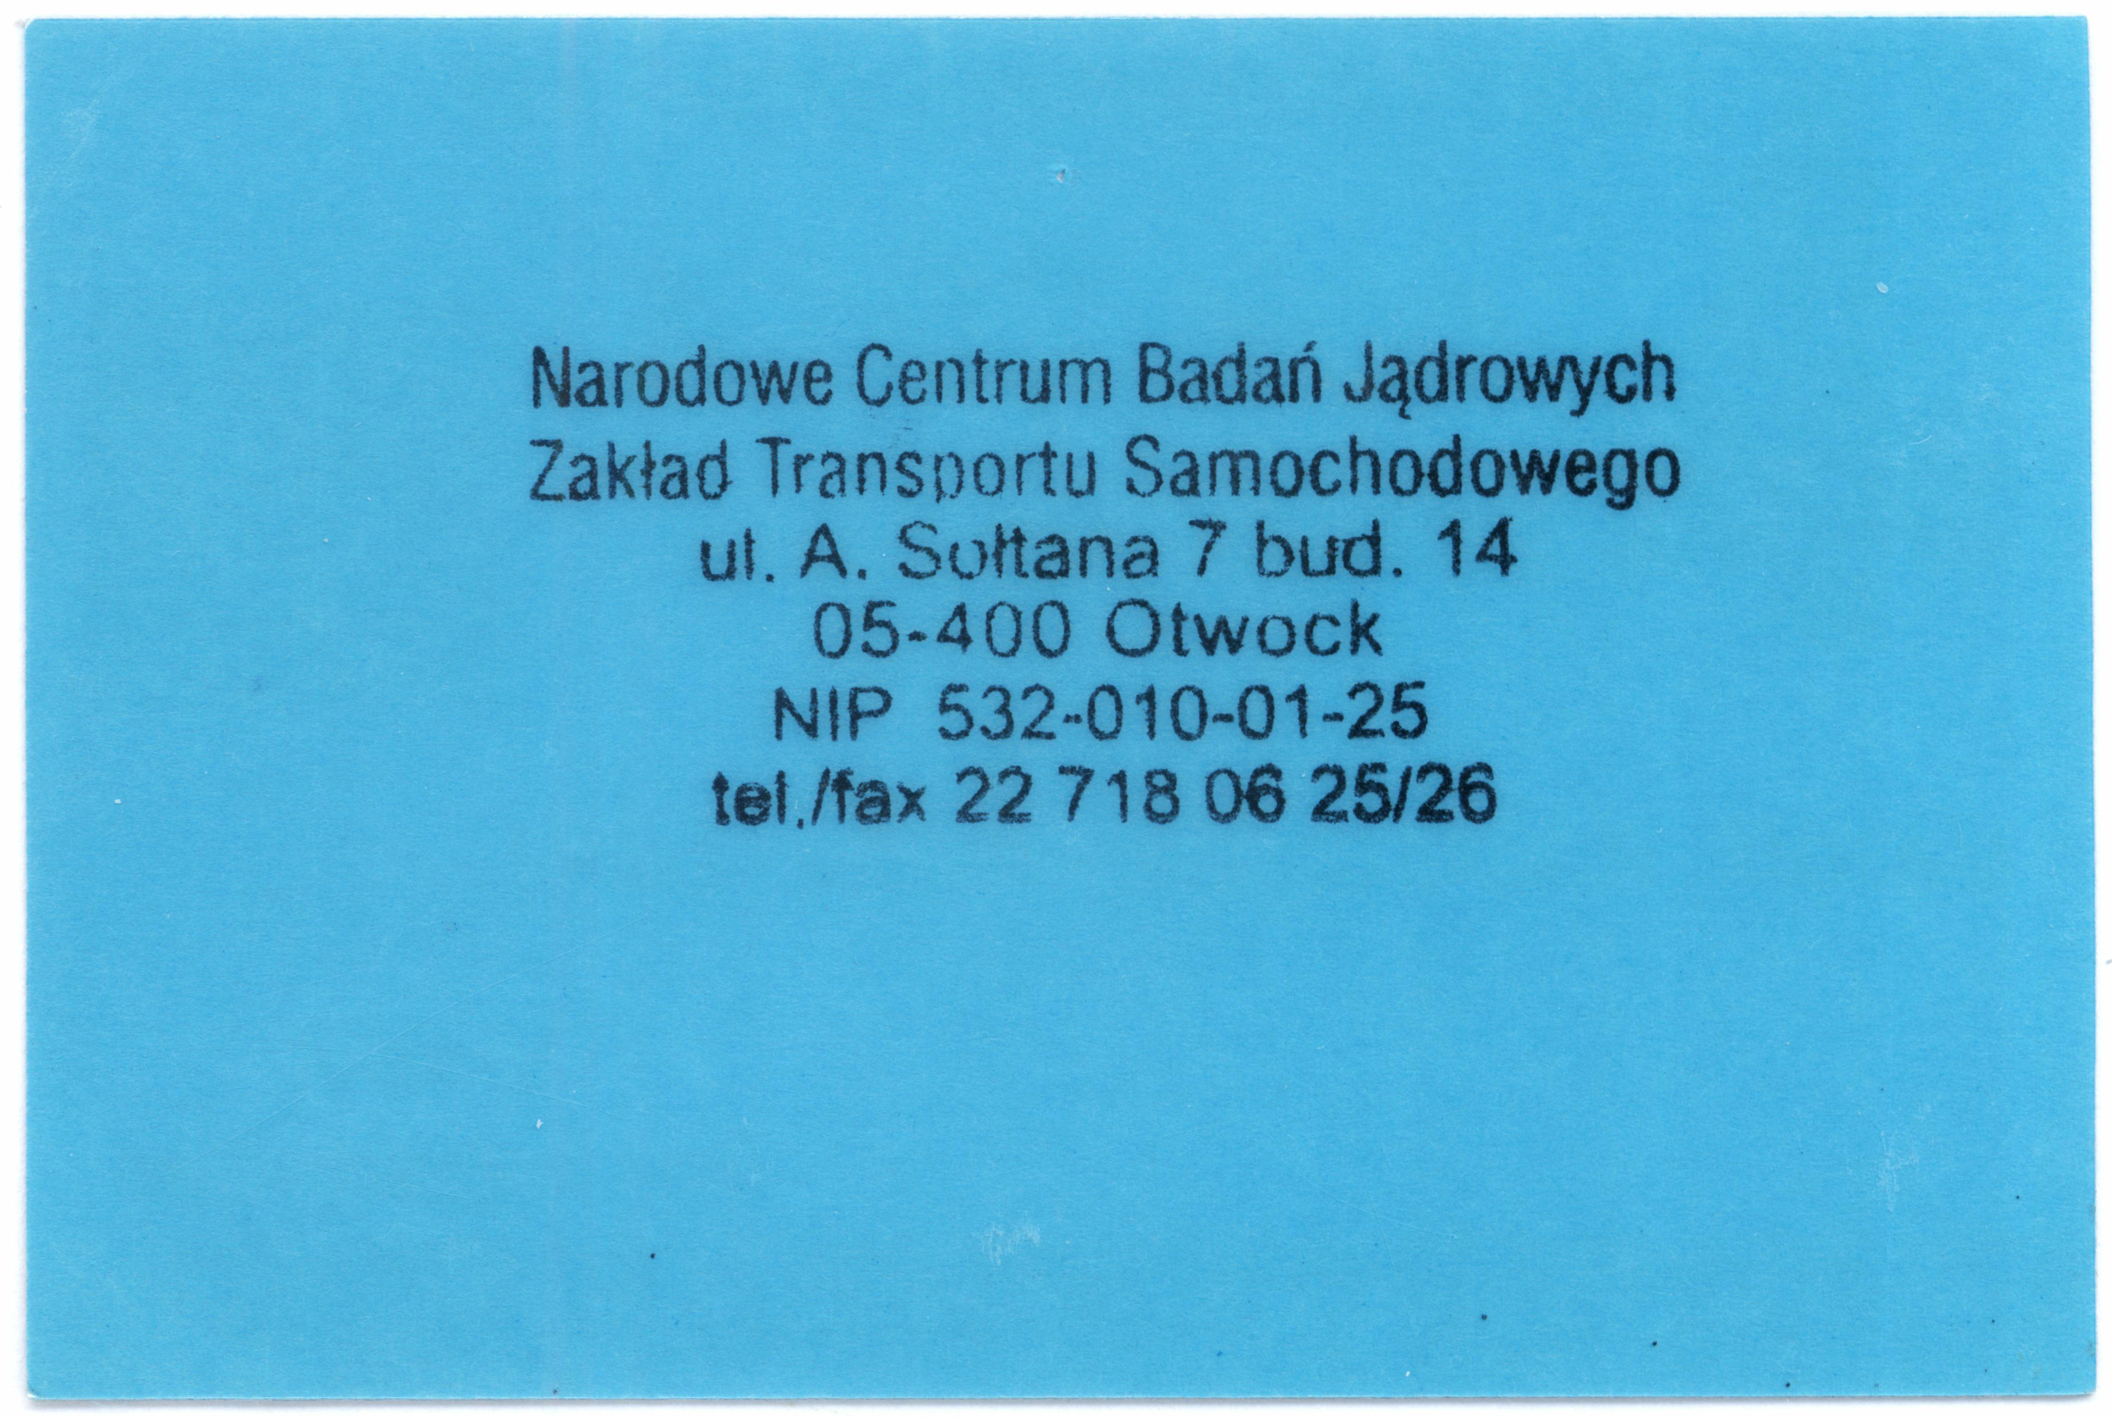 Narodowe Centrum Badań Jądrowych
Zakład Transportu Samochodowego
ul. A. Sołtana 7 bud. 14
05-400 Otwock
NIP 532-010-01-25
tel./fax 22 718 06 25/26